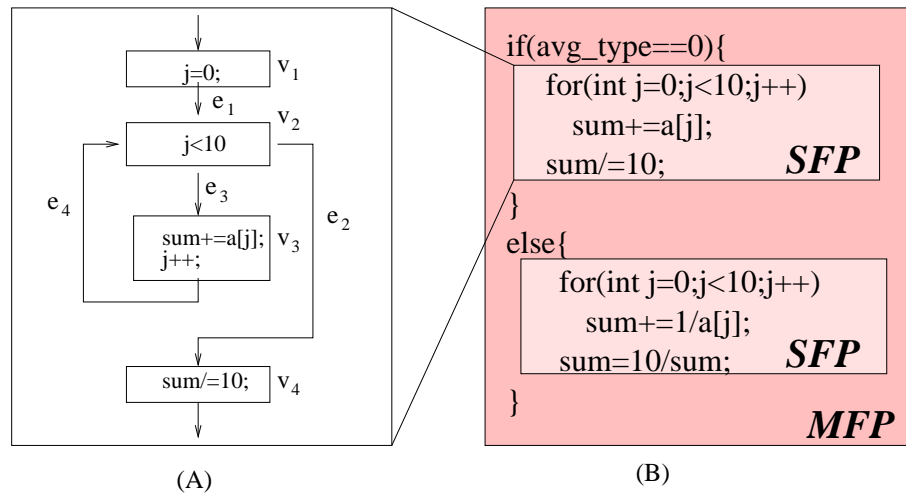 j=0;
v1
e1
v2
j<10
e3
e4
e2
sum+=a[j];
j++;
v3
sum/=10;
v4
(A)
if(avg_type==0){
for(int j=0;j<10;j++)
sum+=a[j];
sum/=10;
SFP
}
else{
for(int j=0;j<10;j++)
sum+=1/a[j];
sum=10/sum;
SFP
}
MFP
(B)